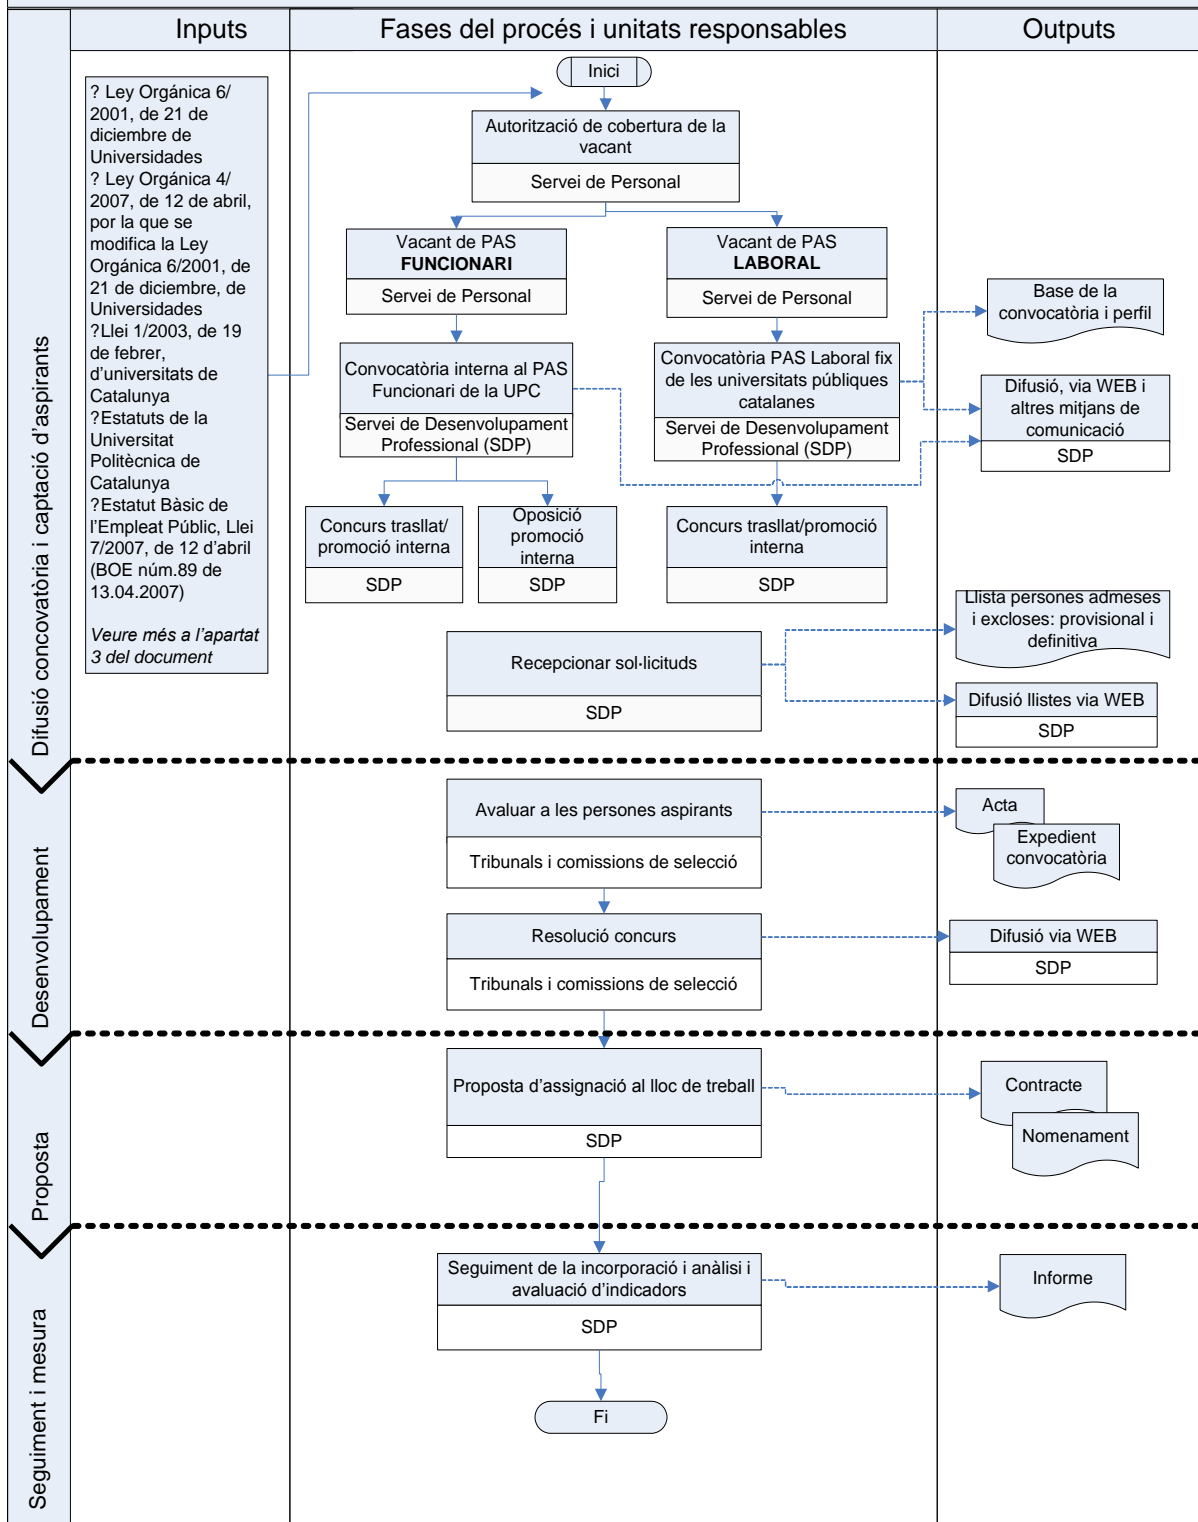 Inputs
Fases del procés i unitats responsables
Outputs
Difusió concovatòria i captació d'aspirants
? Ley Orgánica 6/
2001, de 21 de
diciembre de
Universidades
? Ley Orgánica 4/
2007, de 12 de abril,
por la que se
modifica la Ley
Orgánica 6/2001, de
21 de diciembre, de
Universidades
?Llei 1/2003, de 19
de febrer,
d'universitats de
Catalunya
?Estatuts de la
Universitat
Politècnica de
Catalunya
?Estatut Bàsic de
l'Empleat Públic, Llei
7/2007, de 12 d'abril
(BOE núm.89 de
13.04.2007)
Veure més a l'apartat
3 del document
Inici
Autorització de cobertura de la
vacant
Servei de Personal
Vacant de PAS
FUNCIONARI
Servei de Personal
Vacant de PAS
LABORAL
Servei de Personal
Convocatòria interna al PAS
Funcionari de la UPC
Servei de Desenvolupament
Professional (SDP)
Convocatòria PAS Laboral fix
de les universitats públiques
catalanes
Servei de Desenvolupament
Professional (SDP)
Base de la
convocatòria i perfil
Difusió, via WEB i
altres mitjans de
comunicació
SDP
Concurs trasllat/
promoció interna
SDP
Oposició
promoció
interna
SDP
Concurs trasllat/promoció
interna
SDP
Recepcionar sol·licituds
SDP
Llista persones admeses
i excloses: provisional i
definitiva
Difusió llistes via WEB
SDP
Desenvolupament
Avaluar a les persones aspirants
Tribunals i comissions de selecció
Acta
Expedient
convocatòria
Resolució concurs
Tribunals i comissions de selecció
Difusió via WEB
SDP
Proposta
Proposta d'assignació al lloc de treball
SDP
Contracte
Nomenament
Seguiment i mesura
Seguiment de la incorporació i anàlisi i
avaluació d'indicadors
SDP
Informe
Fi